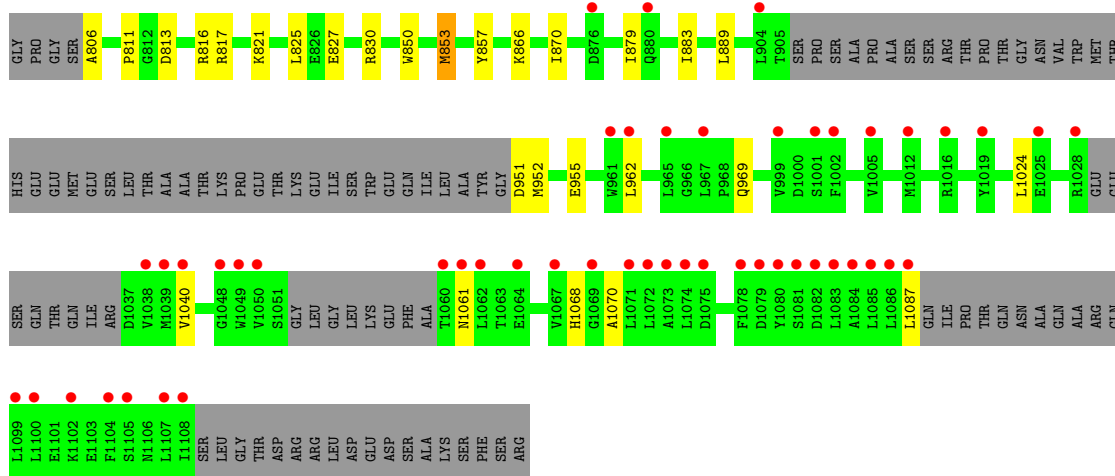 GLY PRO GLY SER A806 P811 G812 D813 R816 R817 K821 L825 E826 E827 R830 W850 M853 Y857 K866 I870 D876 I879 Q880 I883 L889 L904 T905 SER PRO SER ALA PRO ALA SER SER ARG THR PRO THR GLY ASN VAL TRP MET THR
HIS GLU GLU MET GLU SER LEU THR ALA ALA THR LYS PRO GLU THR LYS GLU ILE SER TRP GLU GLN ILE LEU ALA TYR GLY D951 M952 E955 W961 L962 L965 G966 L967 P968 Q969 V999 D1000 S1001 F1002 V1005 M1012 R1016 Y1019 L1024 E1025 R1028 GLU GLU
SER GLN THR GLN ILE ARG D1037 V1038 M1039 V1040 G1048 W1049 V1050 S1051 GLY LEU GLY LEU LYS GLU PHE ALA T1060 N1061 L1062 T1063 E1064 V1067 H1068 G1069 A1070 L1071 L1072 A1073 L1074 D1075 F1078 D1079 Y1080 S1081 D1082 L1083 A1084 L1085 L1086 L1087 GLN ILE PRO THR GLN ASN ALA GLN ALA ARG GLN
L1099 L1100 E1101 K1102 E1103 F1104 S1105 N1106 L1107 I1108 SER LEU GLY THR ASP ARG ARG LEU ASP GLU ASP SER ALA LYS SER PHE SER ARG